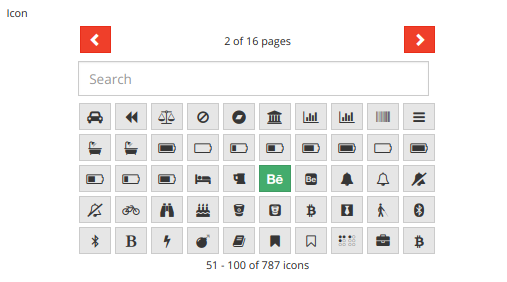 Icon
2 of 16 pages
Search
Bē
Be
B
51 - 100 of 787 icons